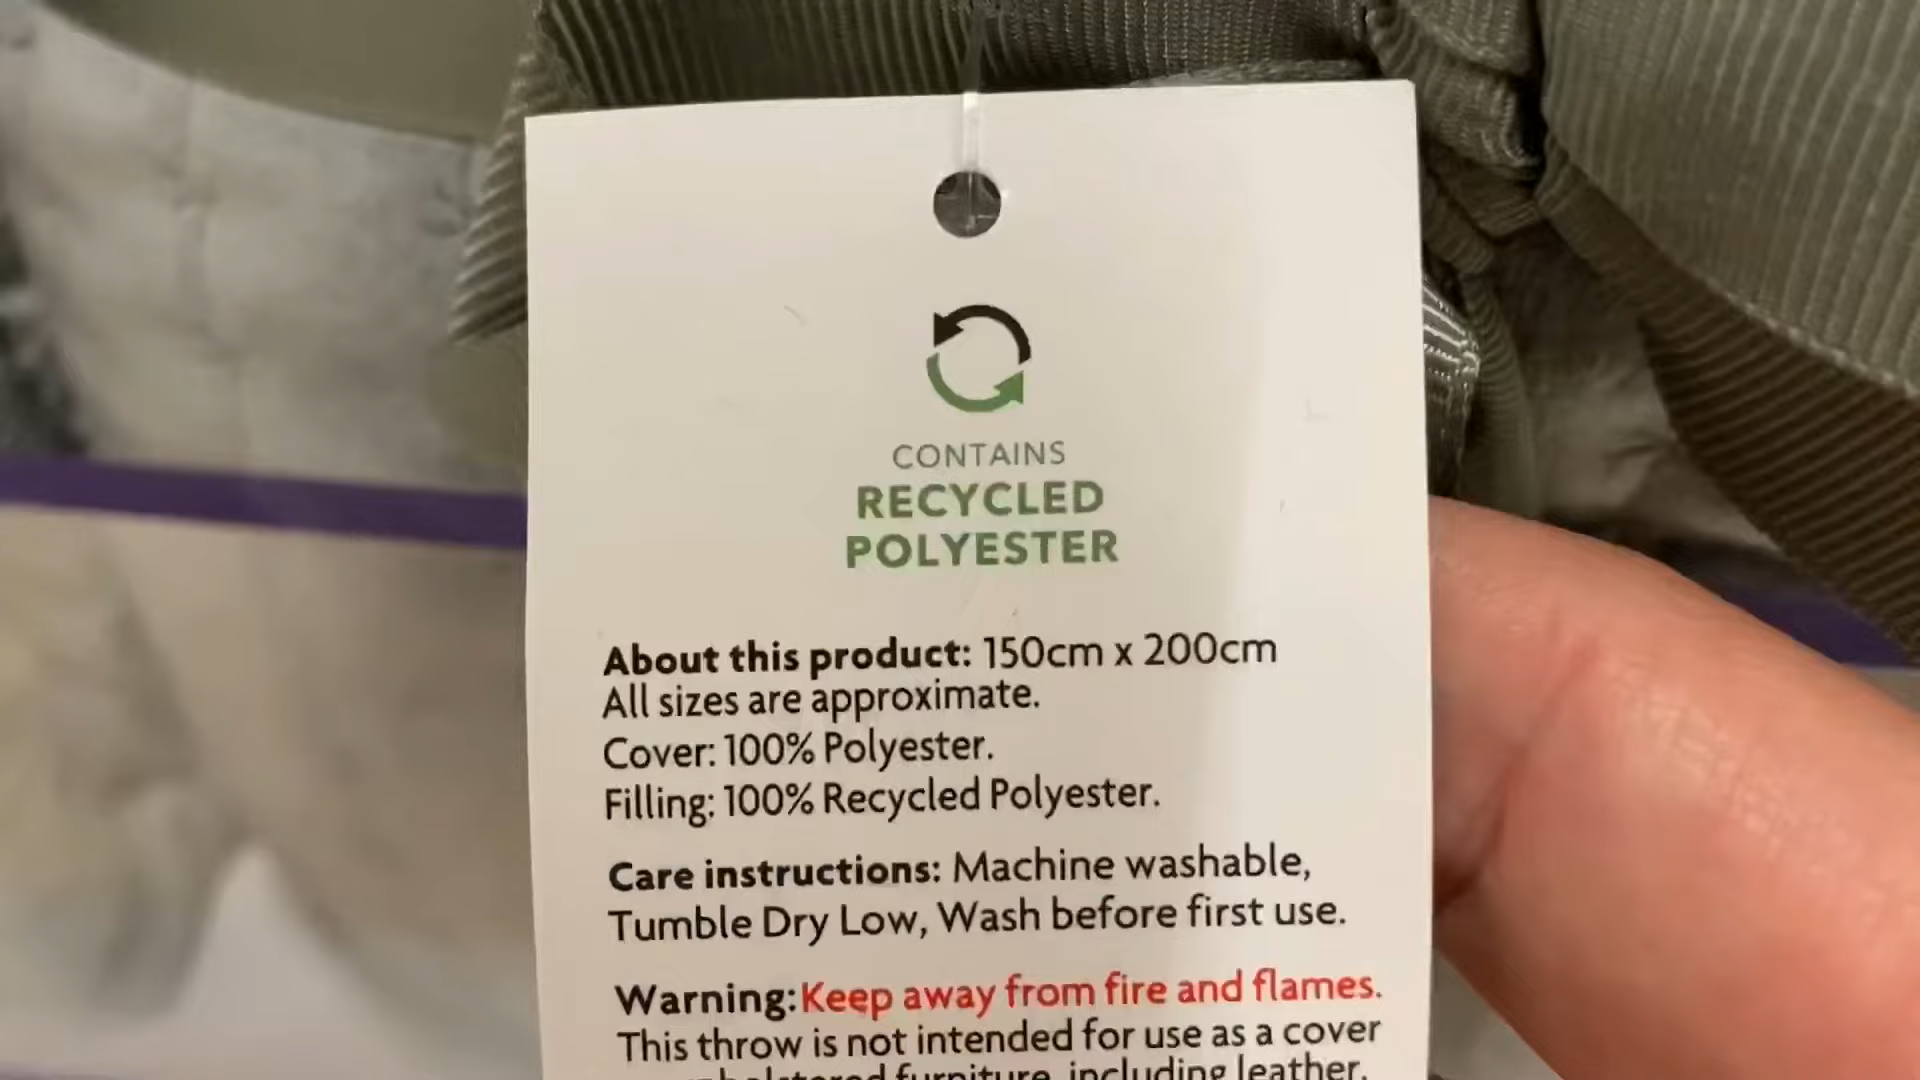 CONTAINS
RECYCLED
POLYESTER
About this product: 150cm x 200cm
All sizes are approximate.
Cover: 100% Polyester.
Filling: 100% Recycled Polyester.
Care instructions: Machine washable,
Tumble Dry Low, Wash before first use.
Warning: Keep away from fire and flames.
This throw is not intended for use as a cover
furniture, including leather.